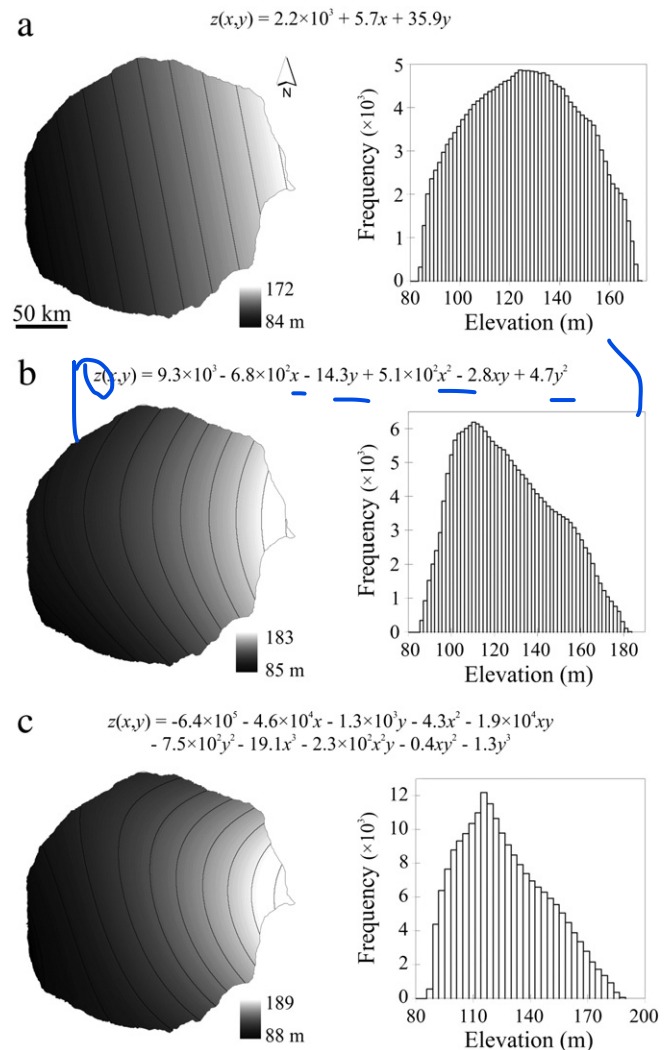 a
z(x,y) = 2.2×10³ + 5.7x + 35.9y
N
50 km
172
84 m
Frequency (×10³)
5
4
3
2
1
0
80 100 120 140 160
Elevation (m)
b
z(x,y) = 9.3×10³ - 6.8×10²x - 14.3y + 5.1×10²x² - 2.8xy + 4.7y²
183
85 m
Frequency (×10³)
6
5
4
3
2
1
0
80 100 120 140 160 180
Elevation (m)
c
z(x,y) = -6.4×10⁵ - 4.6×10⁴x - 1.3×10³y - 4.3x² - 1.9×10⁴xy
- 7.5×10²y² - 19.1x³ - 2.3×10²x²y - 0.4xy² - 1.3y³
189
88 m
Frequency (×10³)
12
10
8
6
4
2
0
80 110 140 170 200
Elevation (m)